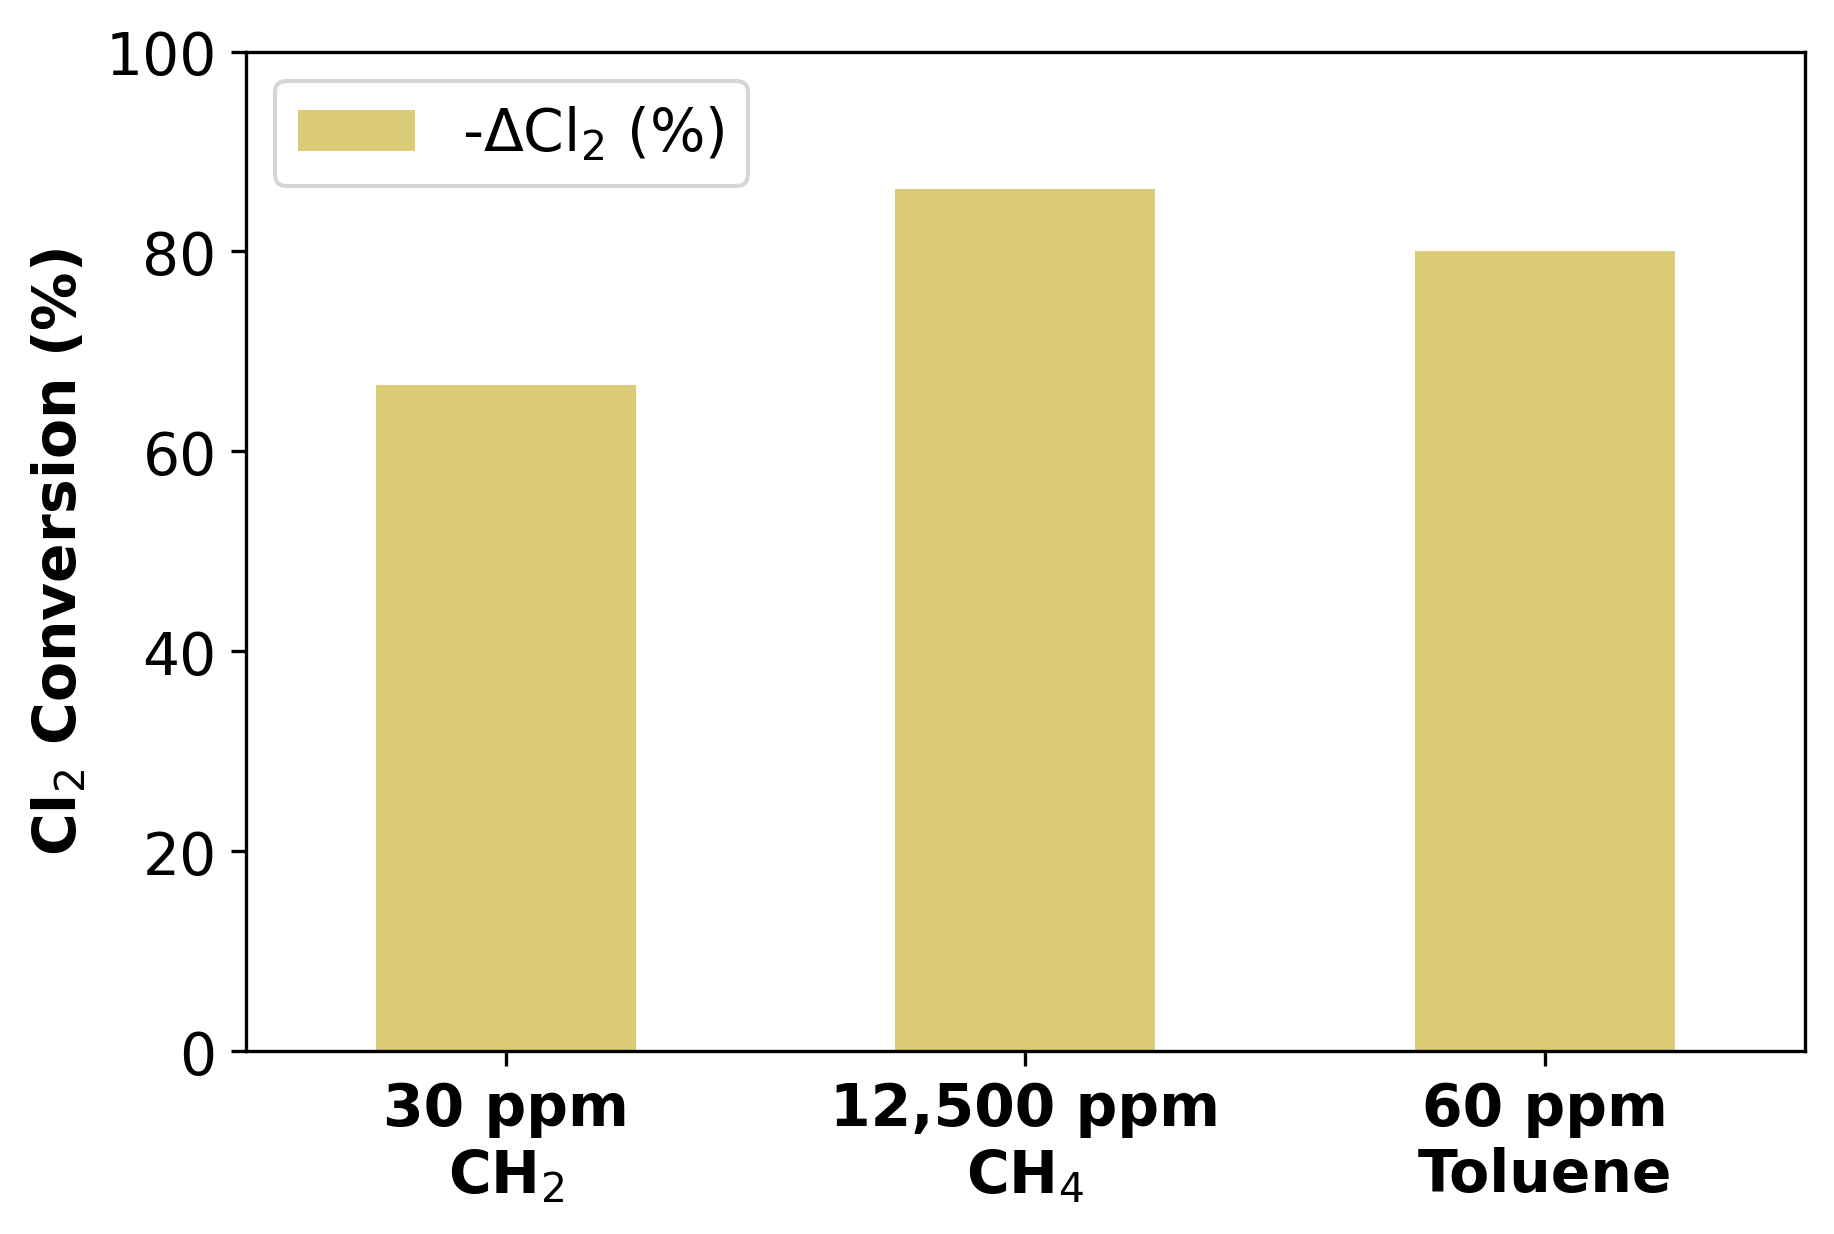 -ΔCl₂ (%)
Cl₂ Conversion (%)
100
80
60
40
20
0
30 ppm
CH₂
12,500 ppm
CH₄
60 ppm
Toluene